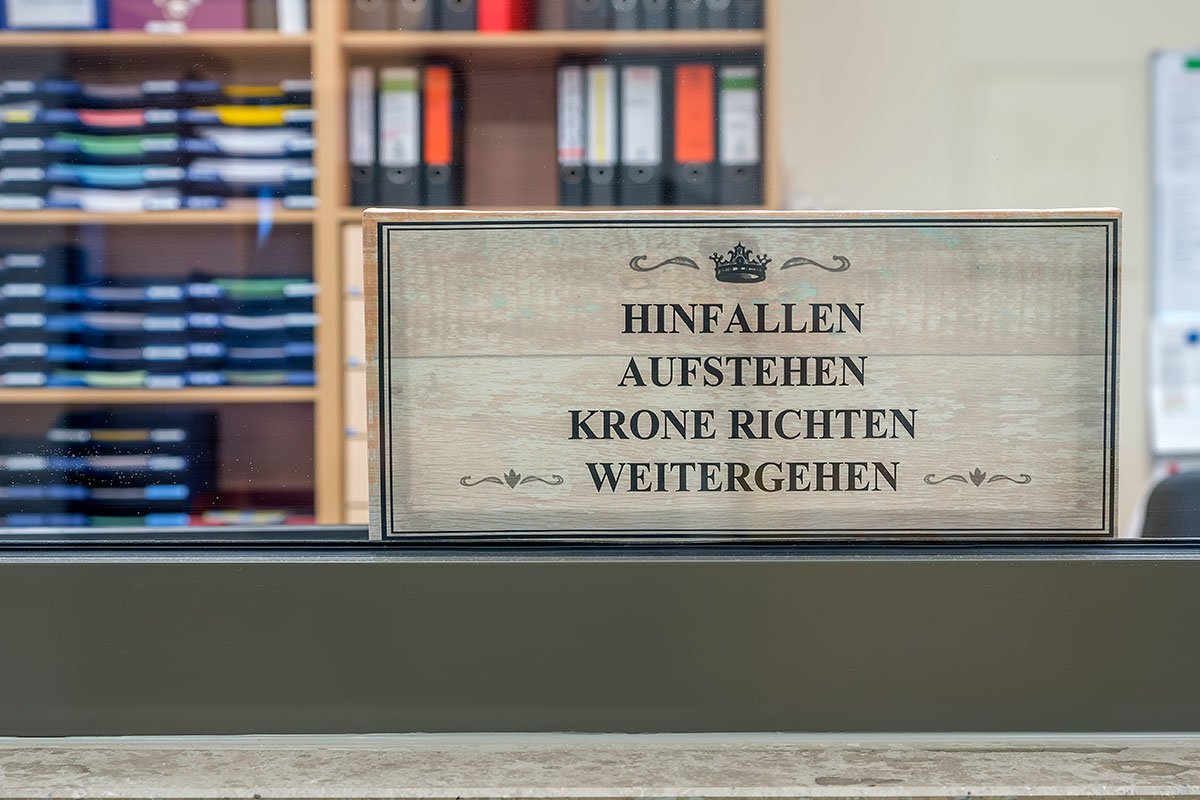 HINFALLEN
AUFSTEHEN
KRONE RICHTEN
WEITERGEHEN